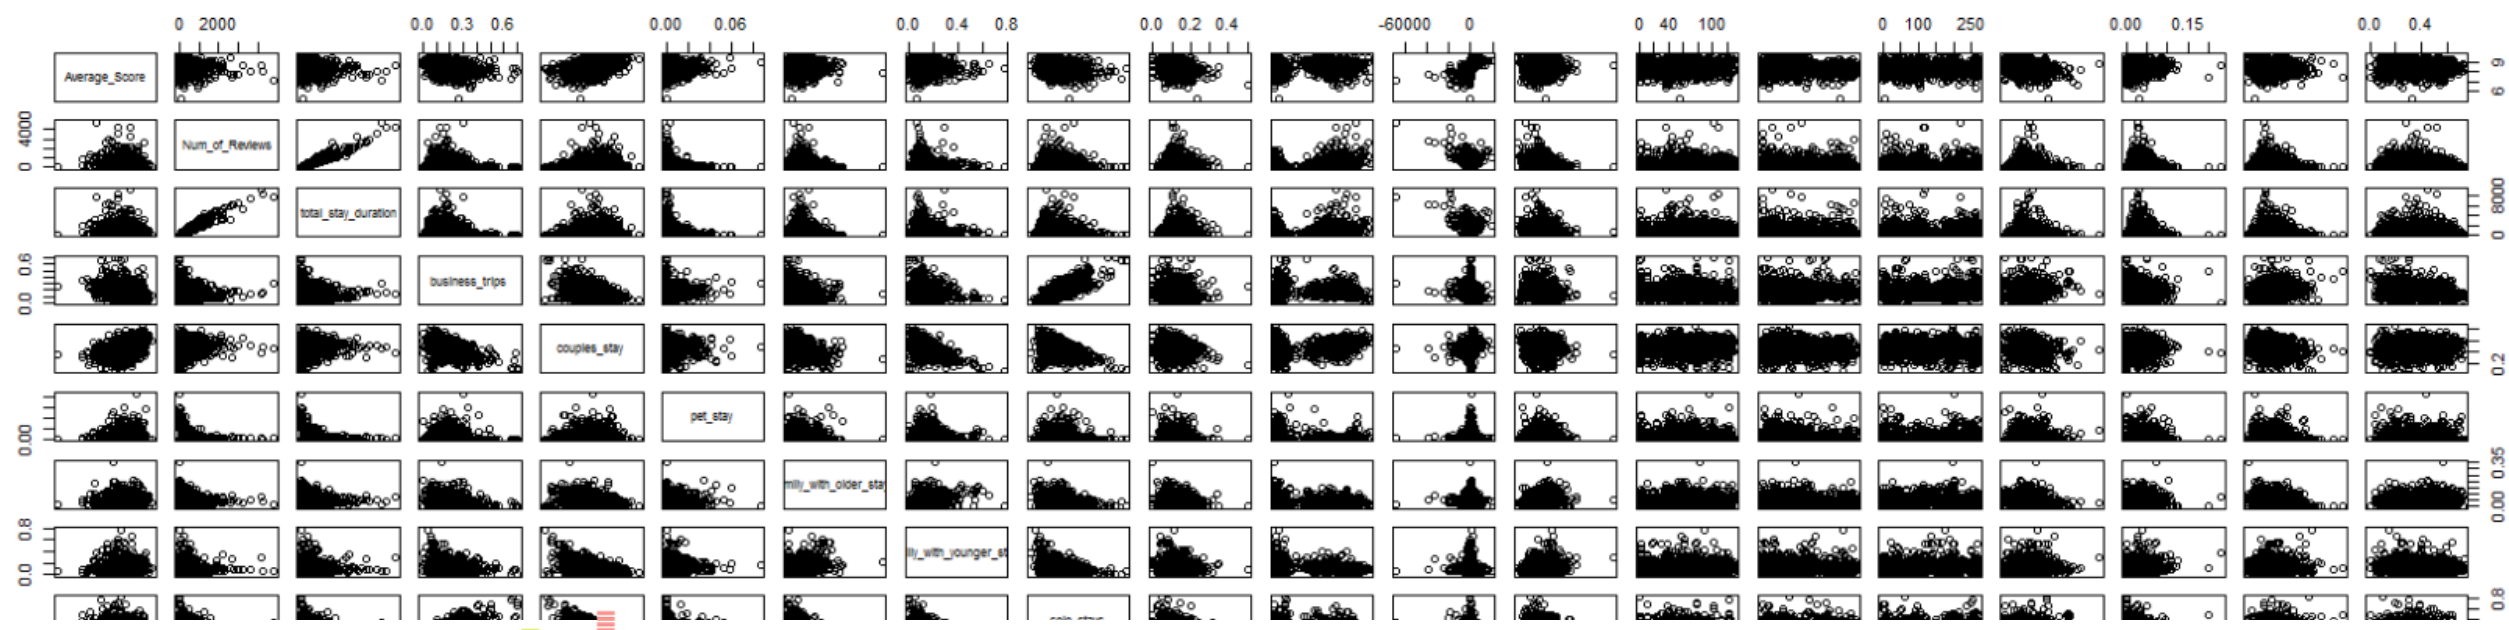 0 2000 0.0 0.3 0.6 0.00 0.06 0.0 0.4 0.8 0.0 0.2 0.4 -60000 0 0 40 100 0 100 250 0.00 0.15 0.0 0.4
Average_Score 6 9
0 4000 Num_of_Reviews
total_stay_duration 0 8000
0.0 0.6 business_trips
couples_stay 0.2
0.00 pet_stay
mily_with_older_stay 0.00 0.35
0.0 0.8 ily_with_younger_st
0.8